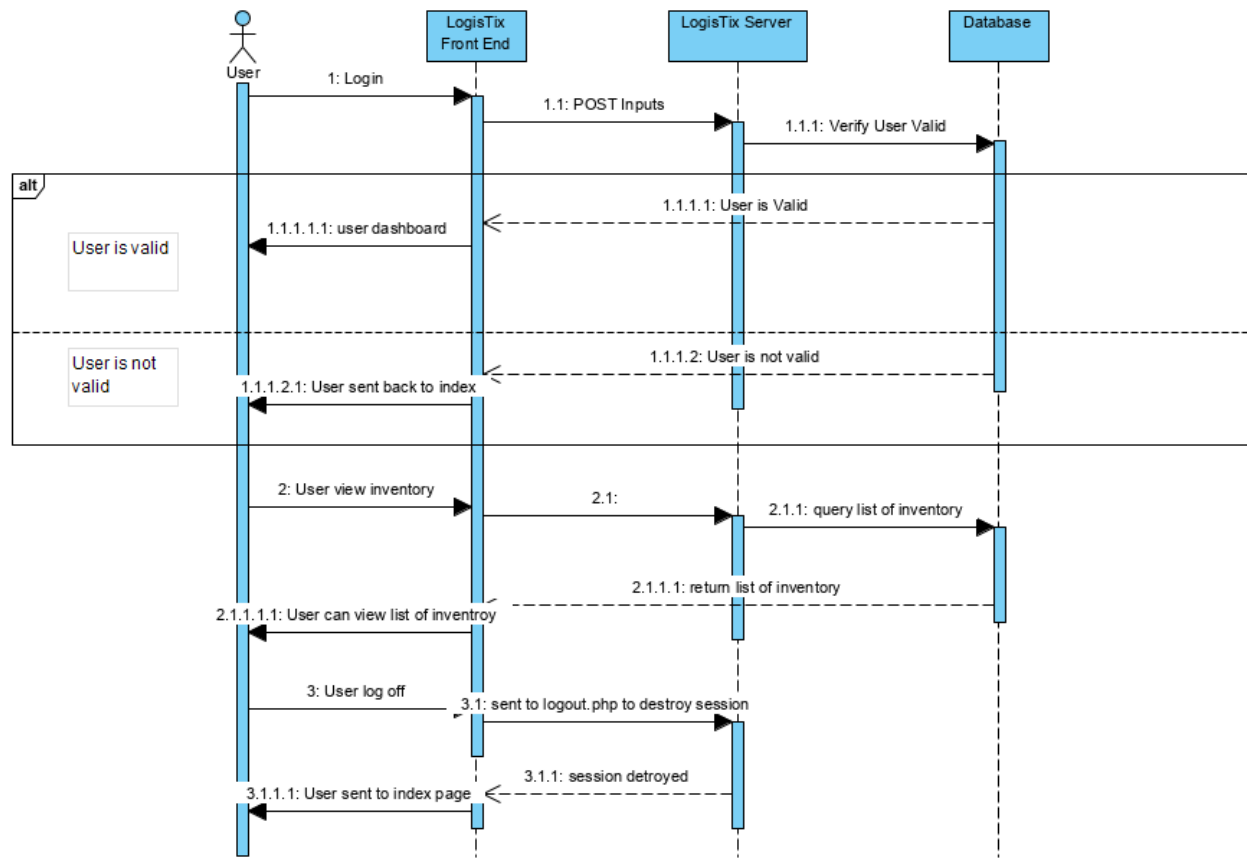 User
LogisTix
Front End
LogisTix Server
Database
1: Login
1.1: POST Inputs
1.1.1: Verify User Valid
alt
1.1.1.1: User is Valid
1.1.1.1.1: user dashboard
User is valid
1.1.1.2: User is not valid
User is not
valid
1.1.1.2.1: User sent back to index
2: User view inventory
2.1:
2.1.1: query list of inventory
2.1.1.1: return list of inventory
2.1.1.1.1: User can view list of inventroy
3: User log off
3.1: sent to logout.php to destroy session
3.1.1: session detroyed
3.1.1.1: User sent to index page